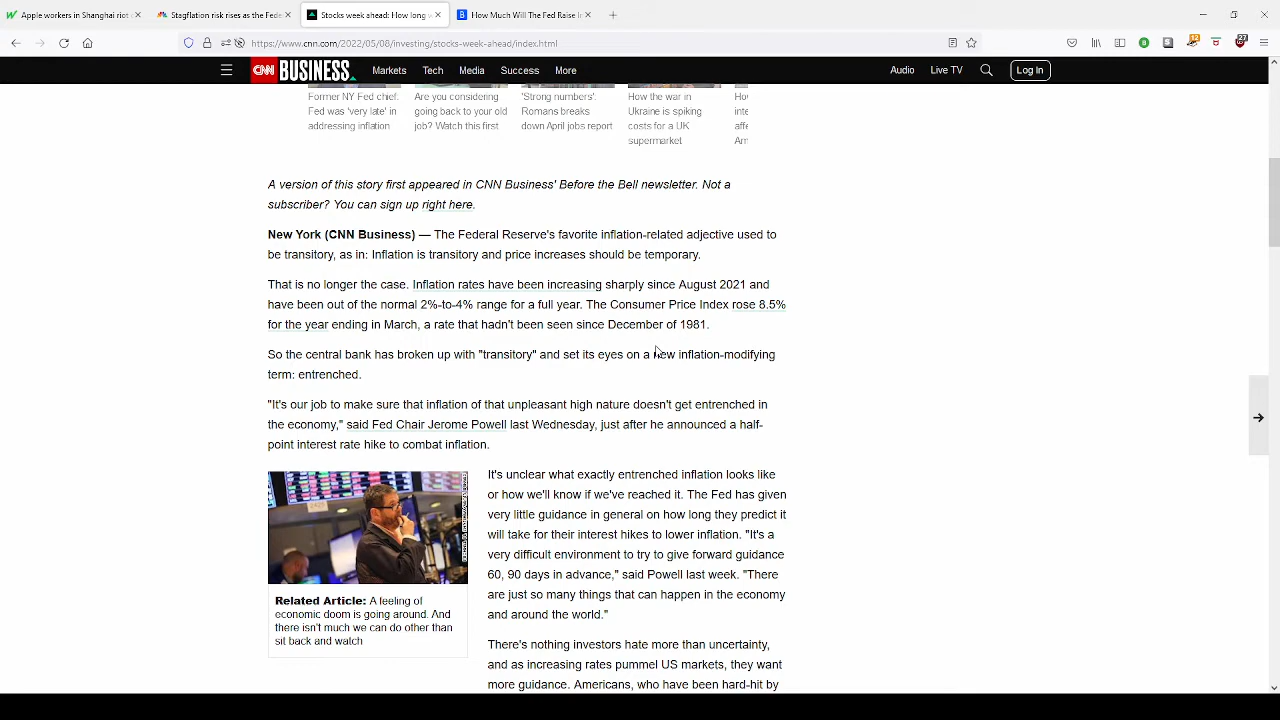 Apple workers in Shanghai riot o
Stagflation risk rises as the Fede
Stocks week ahead: How long w
How Much Will The Fed Raise In
https://www.cnn.com/2022/05/08/investing/stocks-week-ahead/index.html
CNN BUSINESS Markets Tech Media Success More Audio Live TV Log In
Former NY Fed chief.
Fed was 'very late' in
addressing inflation
Are you considering
going back to your old
job? Watch this first
'Strong numbers'.
Romans breaks
down April jobs report
How the war in
Ukraine is spiking
costs for a UK
supermarket
A version of this story first appeared in CNN Business' Before the Bell newsletter. Not a
subscriber? You can sign up right here.
New York (CNN Business) — The Federal Reserve's favorite inflation-related adjective used to
be transitory, as in: Inflation is transitory and price increases should be temporary.
That is no longer the case. Inflation rates have been increasing sharply since August 2021 and
have been out of the normal 2%-to-4% range for a full year. The Consumer Price Index rose 8.5%
for the year ending in March, a rate that hadn't been seen since December of 1981.
So the central bank has broken up with "transitory" and set its eyes on a new inflation-modifying
term: entrenched.
"It's our job to make sure that inflation of that unpleasant high nature doesn't get entrenched in
the economy," said Fed Chair Jerome Powell last Wednesday, just after he announced a half-
point interest rate hike to combat inflation.
It's unclear what exactly entrenched inflation looks like
or how we'll know if we've reached it. The Fed has given
very little guidance in general on how long they predict it
will take for their interest hikes to lower inflation. "It's a
very difficult environment to try to give forward guidance
60, 90 days in advance," said Powell last week. "There
are just so many things that can happen in the economy
and around the world."
Related Article: A feeling of
economic doom is going around. And
there isn't much we can do other than
sit back and watch
There's nothing investors hate more than uncertainty,
and as increasing rates pummel US markets, they want
more guidance. Americans, who have been hard-hit by